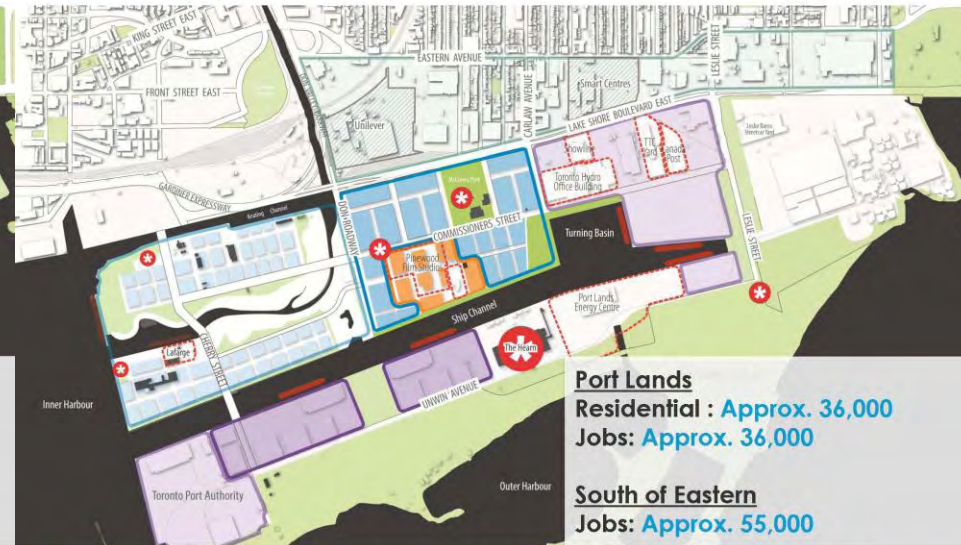 KING STREET EAST
FRONT STREET EAST
EASTERN AVENUE
LESLIE STREET
Smart Centres
CARLAW AVENUE
Unilever
LAKE SHORE BOULEVARD EAST
Showline
TTC
Yard
Canada
Post
Toronto Hydro
Office Building
GARDINER EXPRESSWAY
Keating Channel
DON ROADWAY
McCleary Park
COMMISSIONERS STREET
Turning Basin
LESLIE STREET
Pinewood
Film Studios
Ship Channel
Port Lands
Energy Centre
The Hearn
Lafarge
CHERRY STREET
UNWIN AVENUE
Inner Harbour
Toronto Port Authority
Outer Harbour
Port Lands
Residential : Approx. 36,000
Jobs: Approx. 36,000
South of Eastern
Jobs: Approx. 55,000